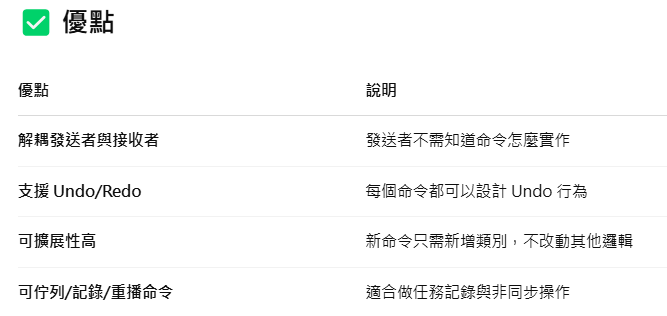 ✅ 優點
優點 說明
解耦發送者與接收者 發送者不需知道命令怎麼實作
支援 Undo/Redo 每個命令都可以設計 Undo 行為
可擴展性高 新命令只需新增類別，不改動其他邏輯
可佇列/記錄/重播命令 適合做任務記錄與非同步操作